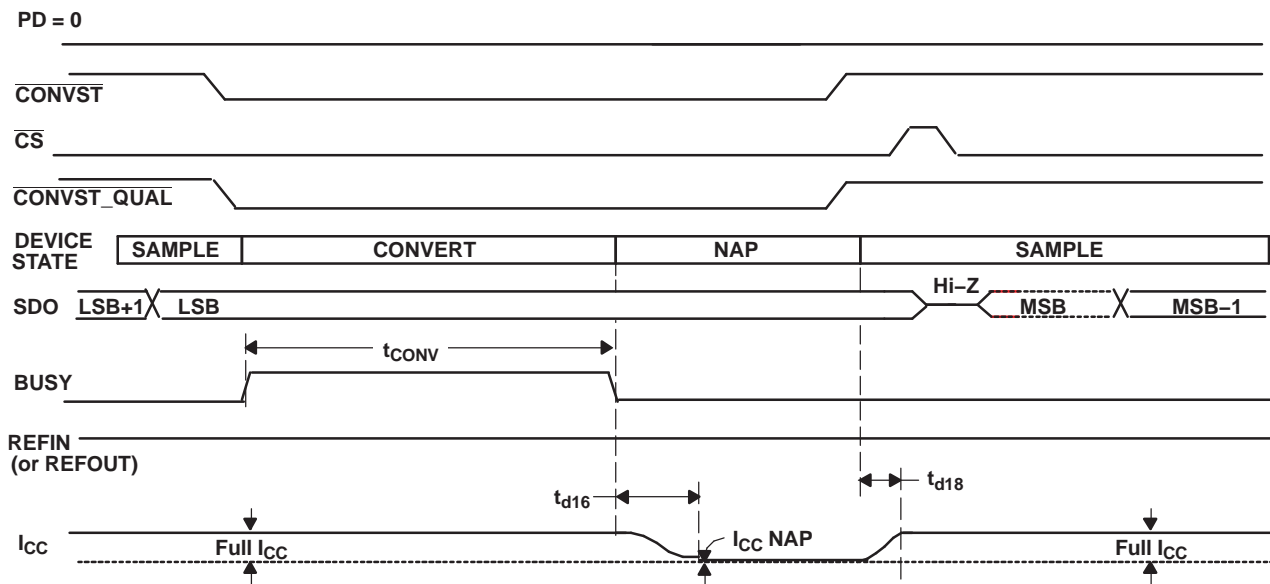 PD = 0
CONVST
CS
CONVST_QUAL
DEVICE STATE
SAMPLE CONVERT NAP SAMPLE
SDO LSB+1 LSB Hi–Z MSB MSB–1
tCONV
BUSY
REFIN
(or REFOUT)
td16 td18
ICC Full ICC ICC NAP Full ICC